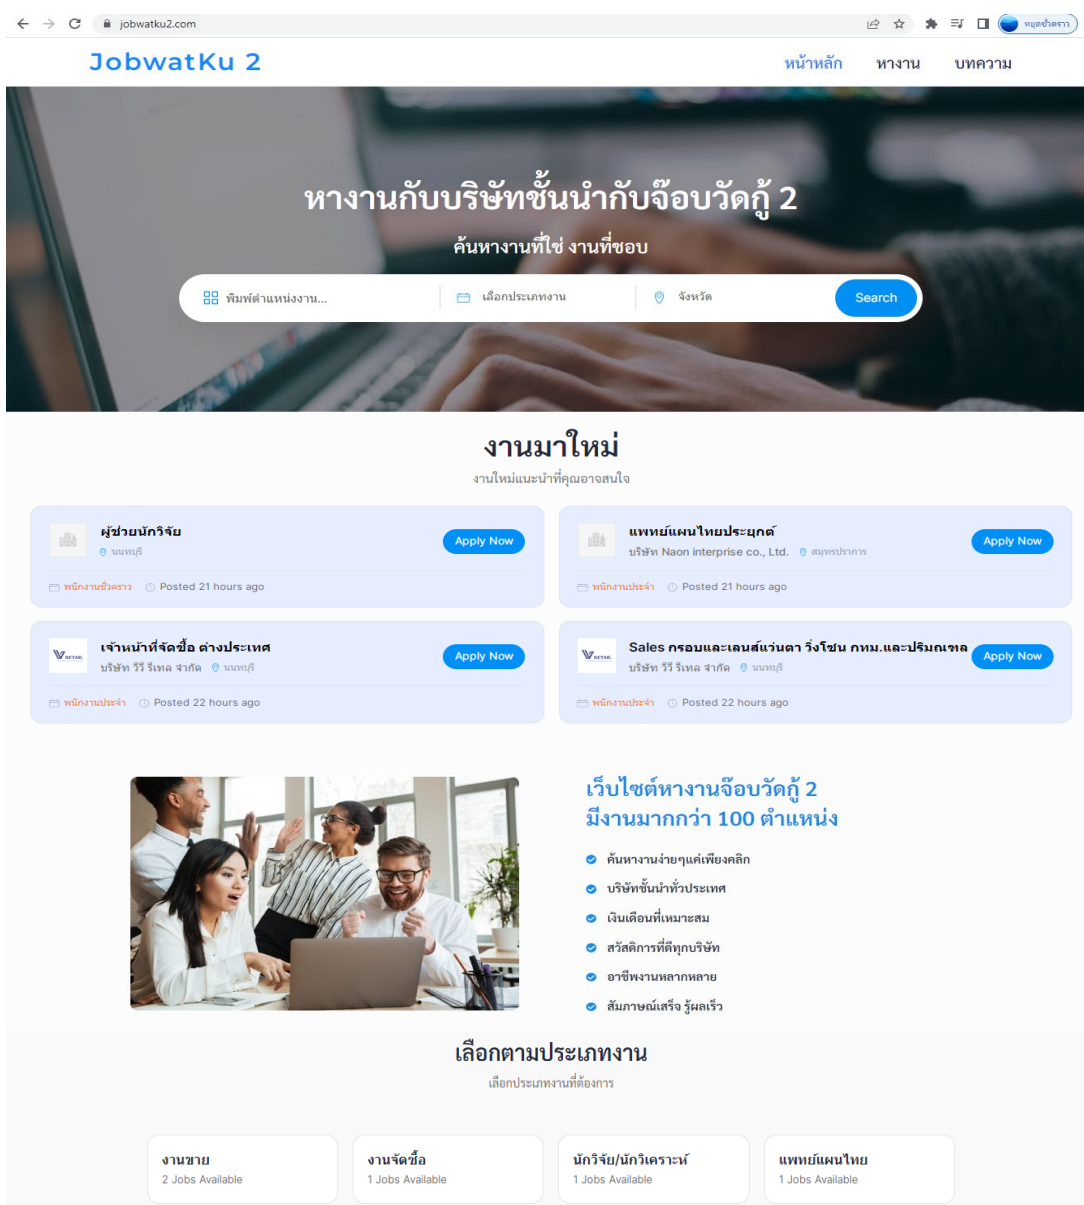 jobwatku2.com
หยุดชั่วคราว
JobwatKu 2
หน้าหลัก หางาน บทความ
หางานกับบริษัทชั้นนำกับจ๊อบวัดกู้ 2
ค้นหางานที่ใช่ งานที่ชอบ
พิมพ์ตำแหน่งงาน... เลือกประเภทงาน จังหวัด Search
งานมาใหม่
งานใหม่แนะนำที่คุณอาจสนใจ
ผู้ช่วยนักวิจัย
นนทบุรี
Apply Now
พนักงานชั่วคราว Posted 21 hours ago
แพทย์แผนไทยประยุกต์
บริษัท Naon interprise co., Ltd. สมุทรปราการ
Apply Now
พนักงานประจำ Posted 21 hours ago
V RETAIL
เจ้าหน้าที่จัดซื้อ ต่างประเทศ
บริษัท วีวี รีเทล จำกัด นนทบุรี
Apply Now
พนักงานประจำ Posted 22 hours ago
V RETAIL
Sales กรอบและเลนส์แว่นตา วิ่งโซน กทม.และปริมณฑล
บริษัท วีวี รีเทล จำกัด นนทบุรี
Apply Now
พนักงานประจำ Posted 22 hours ago
เว็บไซต์หางานจ๊อบวัดกู้ 2
มีงานมากกว่า 100 ตำแหน่ง
ค้นหางานง่ายๆแค่เพียงคลิก
บริษัทชั้นนำทั่วประเทศ
เงินเดือนที่เหมาะสม
สวัสดิการที่ดีทุกบริษัท
อาชีพงานหลากหลาย
สัมภาษณ์เสร็จ รู้ผลเร็ว
เลือกตามประเภทงาน
เลือกประเภทงานที่ต้องการ
งานขาย
2 Jobs Available
งานจัดซื้อ
1 Jobs Available
นักวิจัย/นักวิเคราะห์
1 Jobs Available
แพทย์แผนไทย
1 Jobs Available